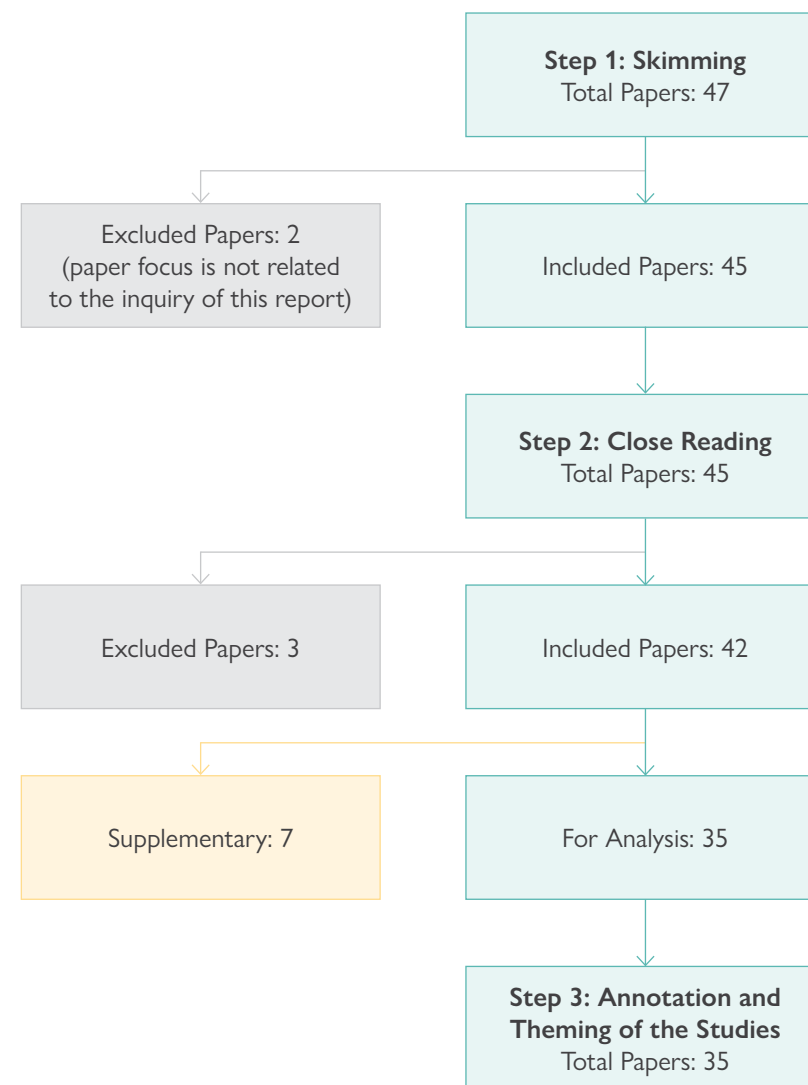 Step 1: Skimming
Total Papers: 47
Excluded Papers: 2
(paper focus is not related
to the inquiry of this report)
Included Papers: 45
Step 2: Close Reading
Total Papers: 45
Excluded Papers: 3
Included Papers: 42
Supplementary: 7
For Analysis: 35
Step 3: Annotation and
Theming of the Studies
Total Papers: 35